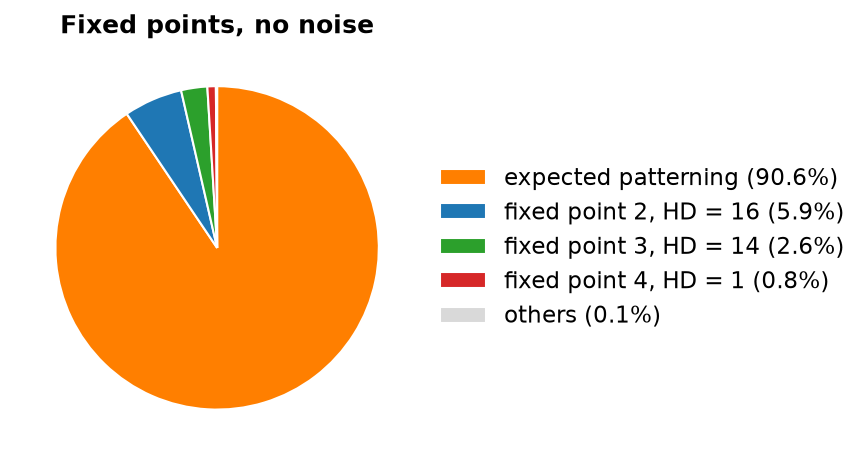 Fixed points, no noise
expected patterning (90.6%)
fixed point 2, HD = 16 (5.9%)
fixed point 3, HD = 14 (2.6%)
fixed point 4, HD = 1 (0.8%)
others (0.1%)